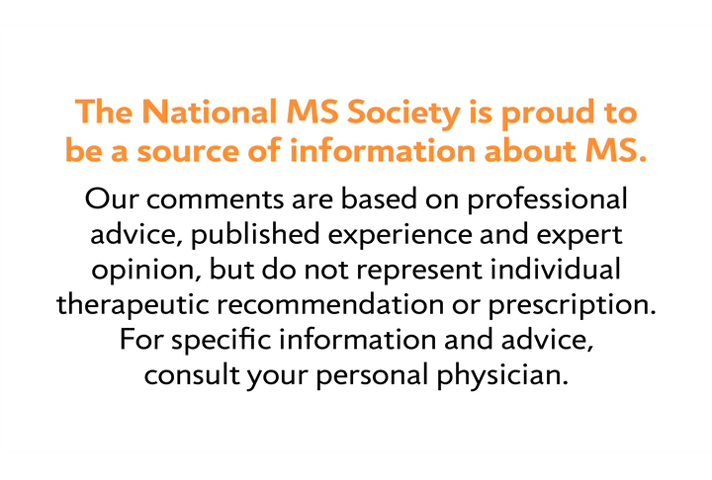 The National MS Society is proud to
be a source of information about MS.
Our comments are based on professional
advice, published experience and expert
opinion, but do not represent individual
therapeutic recommendation or prescription.
For specific information and advice,
consult your personal physician.